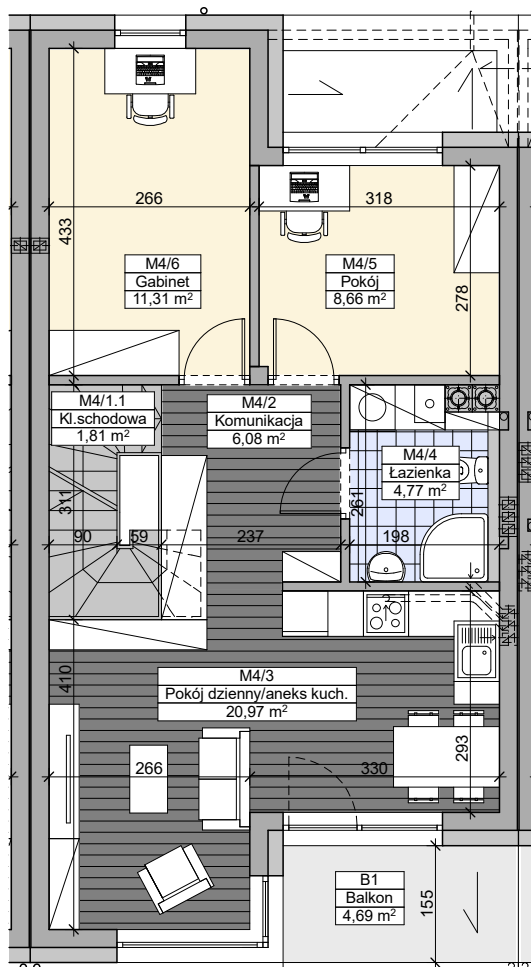 266
318
433
M4/6
Gabinet
11,31 m²
M4/5
Pokój
8,66 m²
278
M4/1.1
Kl.schodowa
1,81 m²
M4/2
Komunikacja
6,08 m²
M4/4
Łazienka
4,77 m²
311
261
90
59
237
198
410
M4/3
Pokój dzienny/aneks kuch.
20,97 m²
293
266
330
B1
Balkon
4,69 m²
155